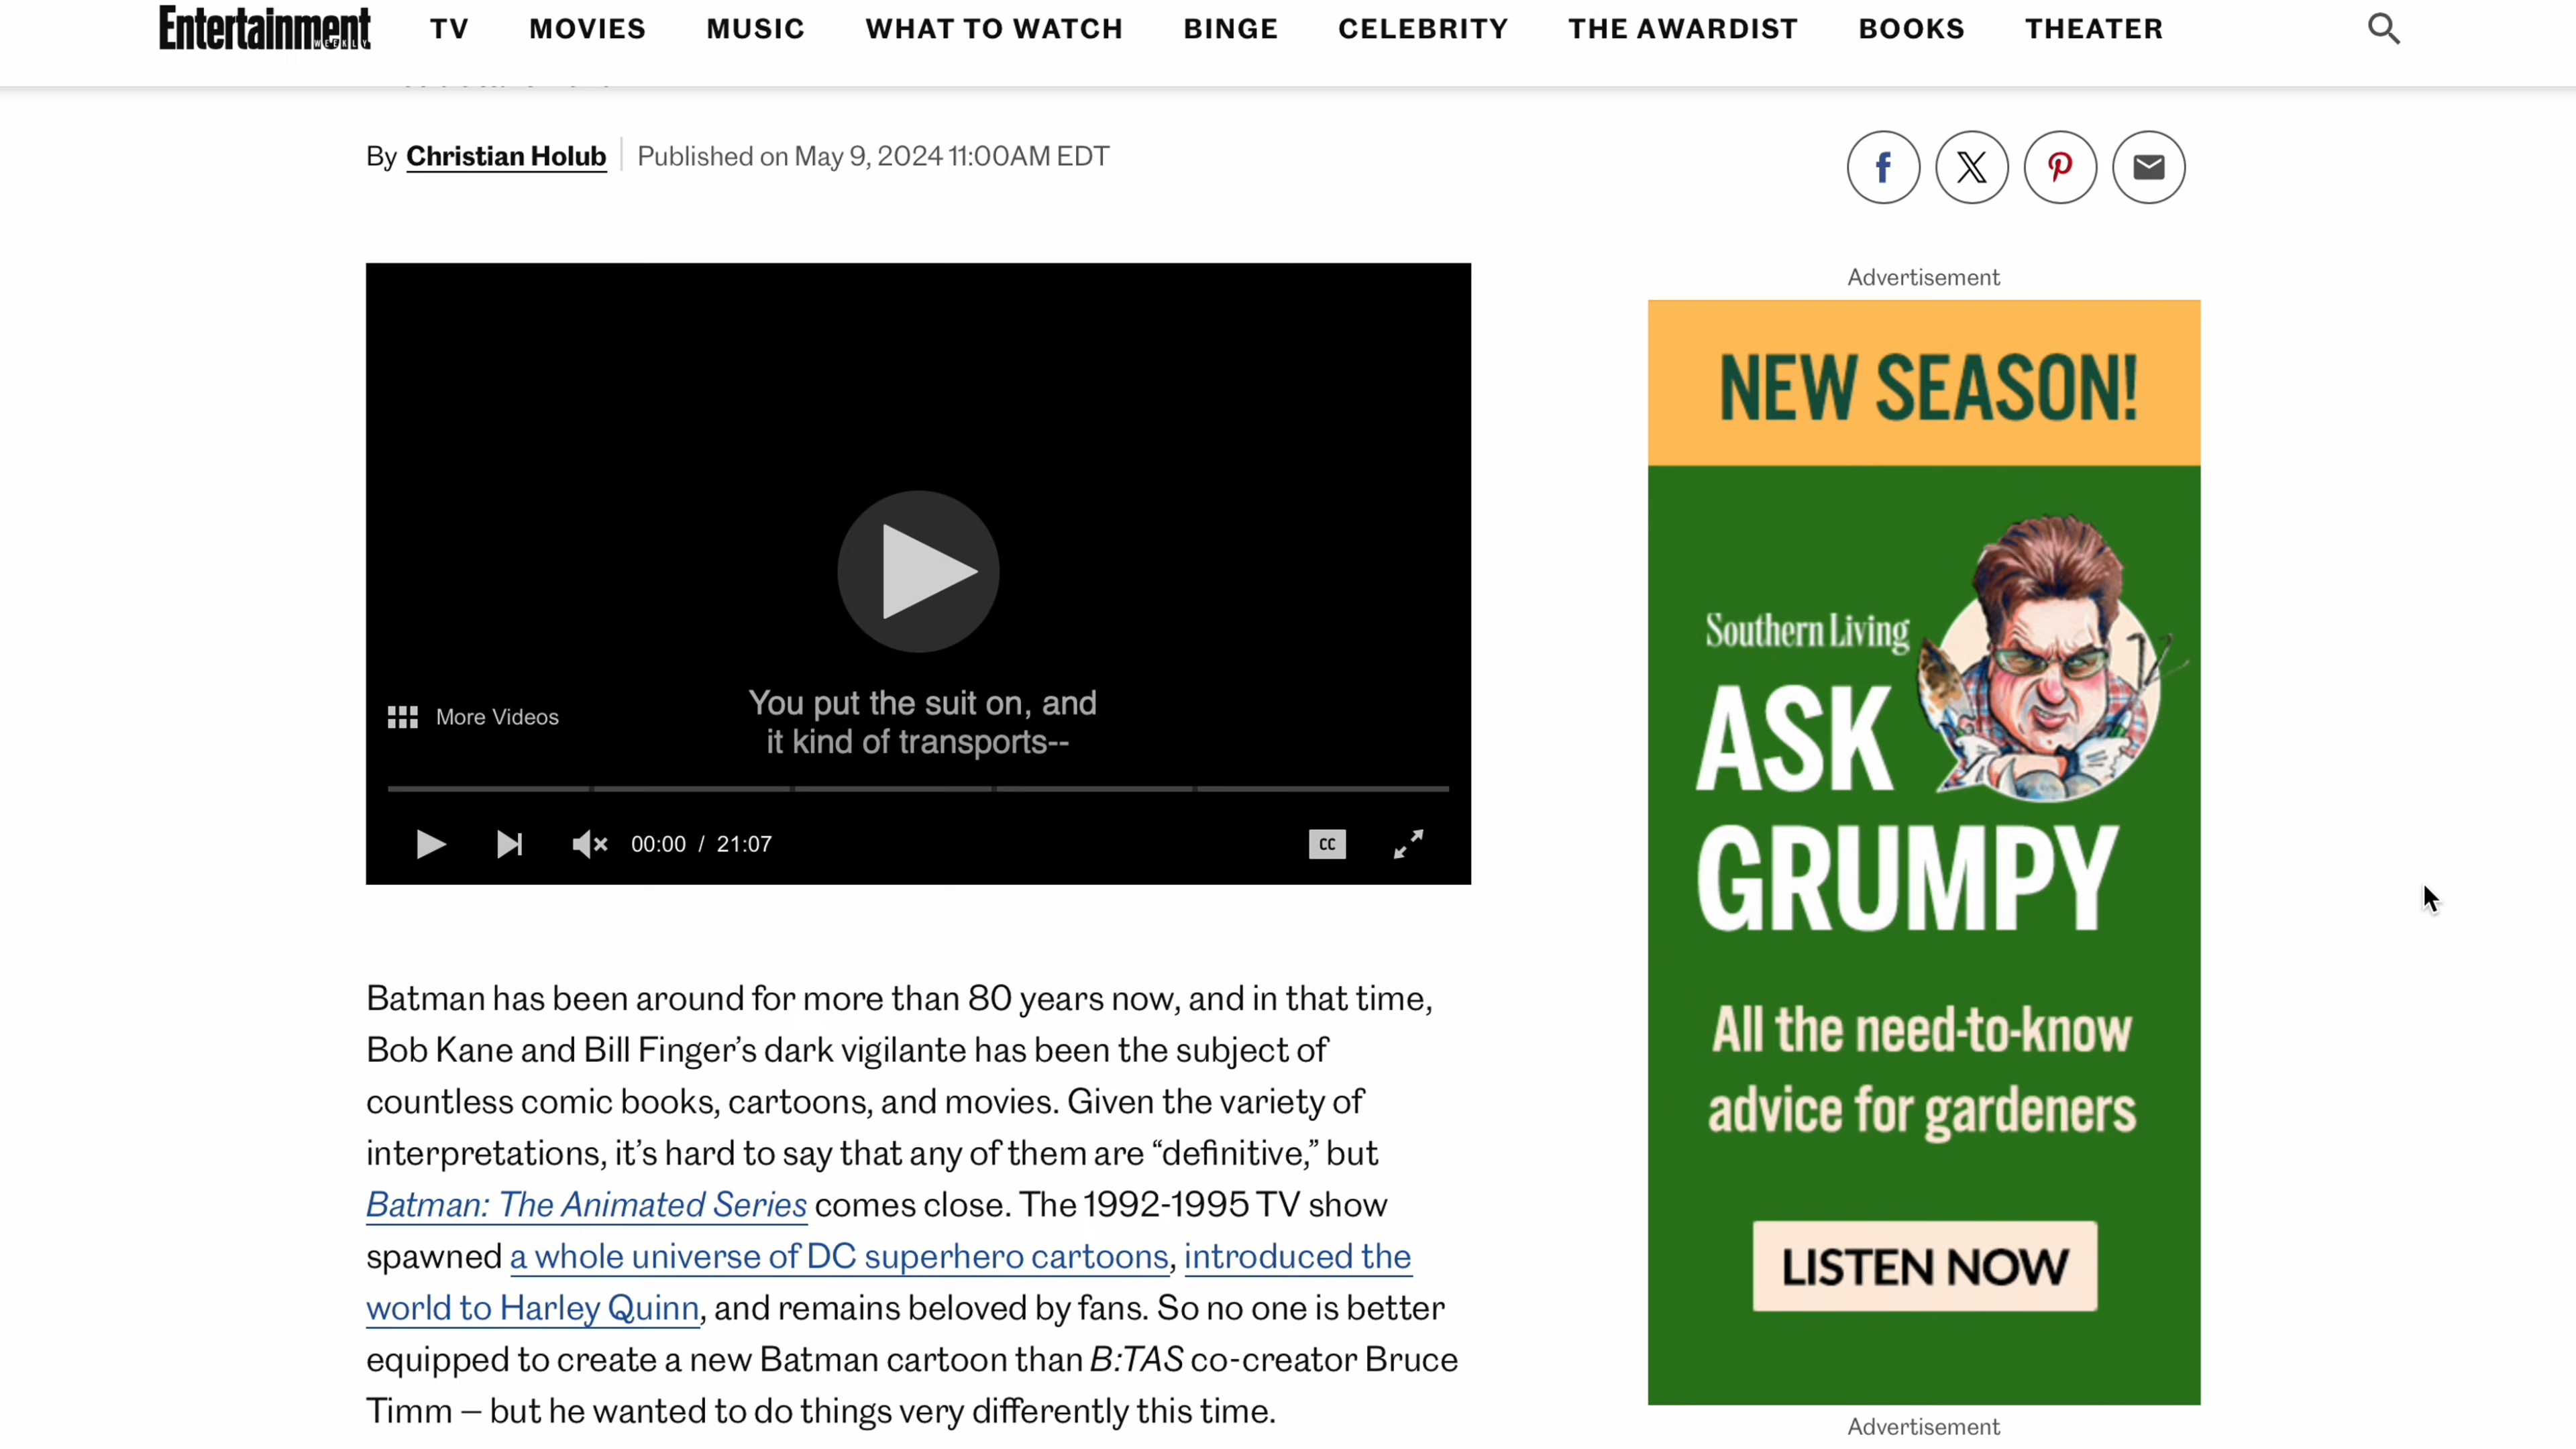 Entertainment WEEKLY TV MOVIES MUSIC WHAT TO WATCH BINGE CELEBRITY THE AWARDIST BOOKS THEATER
By Christian Holub Published on May 9, 2024 11:00AM EDT
More Videos
You put the suit on, and
it kind of transports--
00:00 / 21:07
CC
Batman has been around for more than 80 years now, and in that time,
Bob Kane and Bill Finger’s dark vigilante has been the subject of
countless comic books, cartoons, and movies. Given the variety of
interpretations, it’s hard to say that any of them are “definitive,” but
Batman: The Animated Series comes close. The 1992-1995 TV show
spawned a whole universe of DC superhero cartoons, introduced the
world to Harley Quinn, and remains beloved by fans. So no one is better
equipped to create a new Batman cartoon than B:TAS co-creator Bruce
Timm — but he wanted to do things very differently this time.
Advertisement
NEW SEASON!
Southern Living
ASK
GRUMPY
All the need-to-know
advice for gardeners
LISTEN NOW
Advertisement